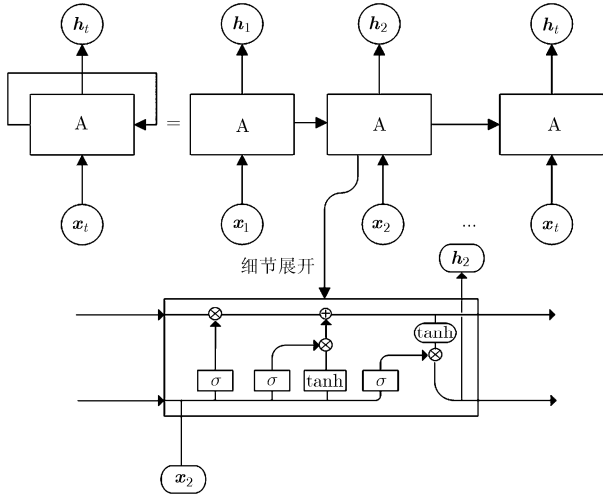 h_t h_1 h_2 h_t
A = A A A
x_t x_1 x_2 x_t
...
h_2
细节展开
⊗ ⊕
tanh
⊗ ⊗
σ σ tanh σ
x_2